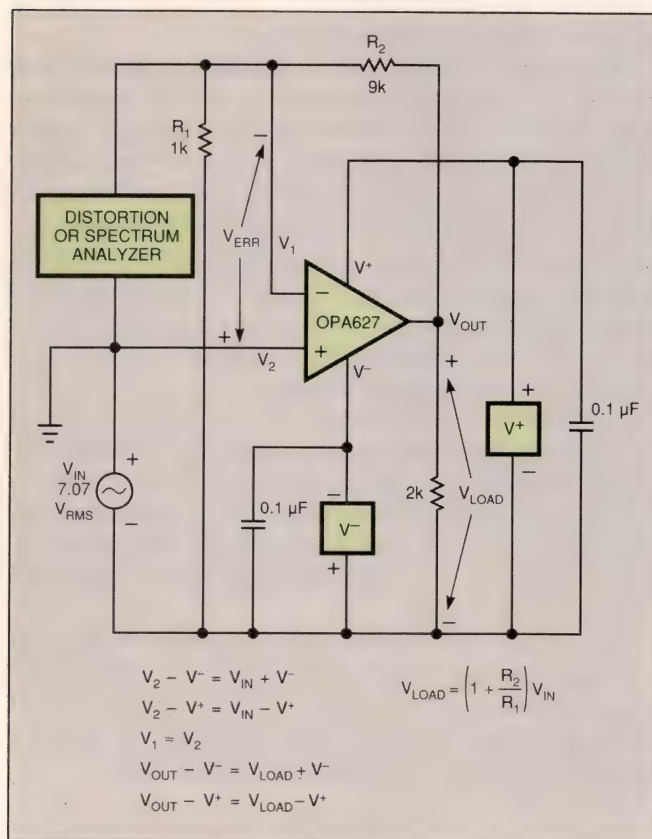 R2
9k
R1
1k
DISTORTION
OR SPECTRUM
ANALYZER
−
VERR
V1
V+
−
OPA627
VOUT
+
V2
+
V−
+
VIN
7.07
VRMS
+
−
0.1 µF
−
V−
+
2k
VLOAD
−
+
V+
−
0.1 µF
V2 − V− = VIN + V−
V2 − V+ = VIN − V+
V1 = V2
VOUT − V− = VLOAD + V−
VOUT − V+ = VLOAD − V+
VLOAD = (1 + R2/R1) VIN